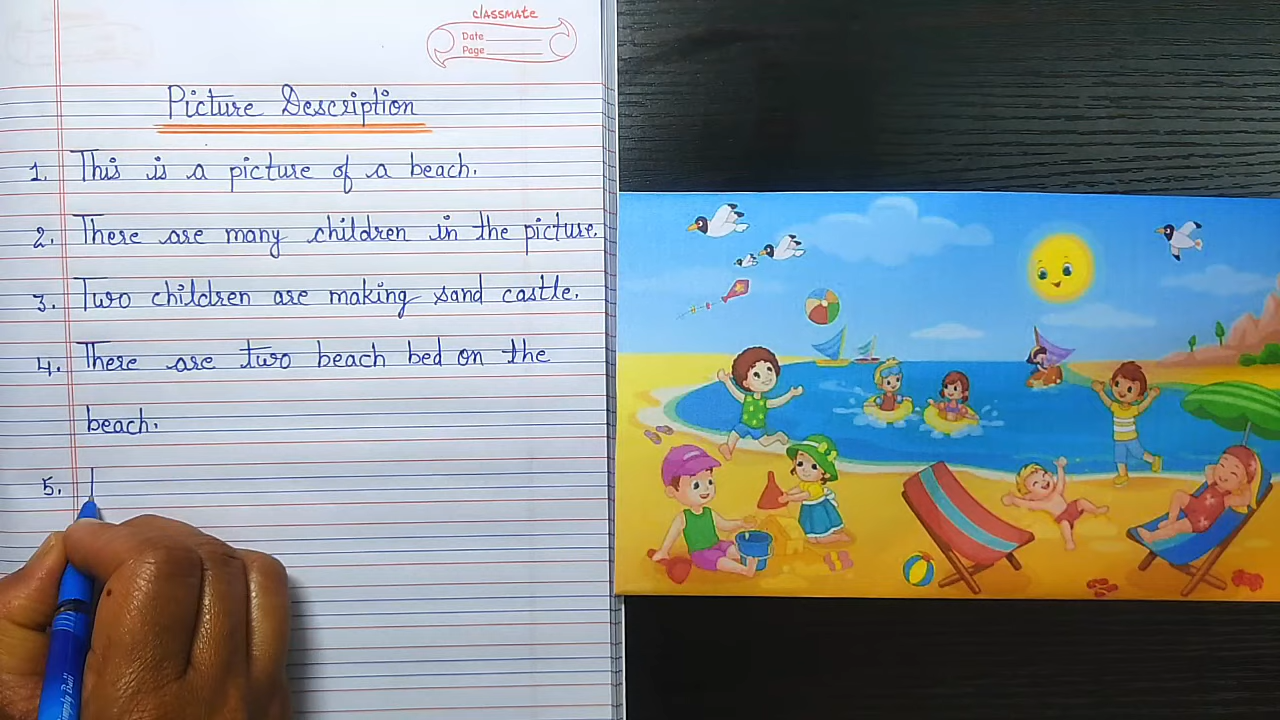 classmate
Date
Page
Picture Description
1. This is a picture of a beach.
2. There are many children in the picture.
3. Two children are making sand castle.
4. There are two beach bed on the
beach.
5.